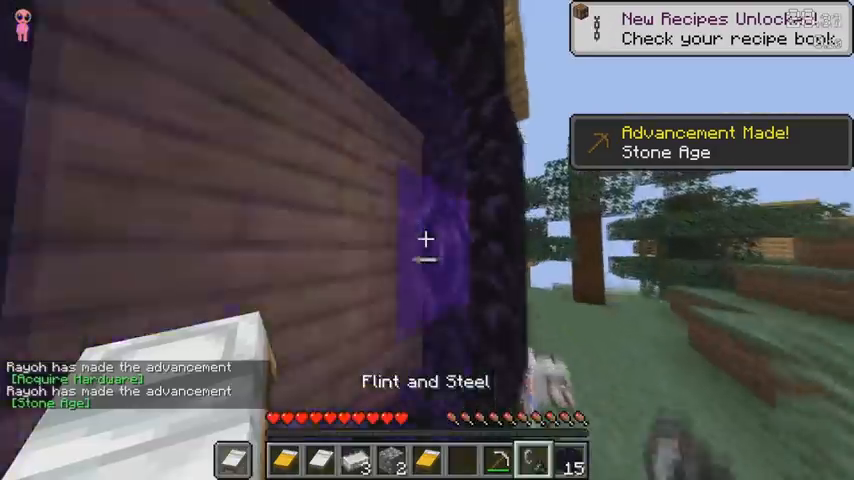 New Recipes Unlocked!
Check your recipe book
Advancement Made!
Stone Age
Rayoh has made the advancement
[Acquire Hardware]
Rayoh has made the advancement
[Stone Age]
Flint and Steel
3
2
15